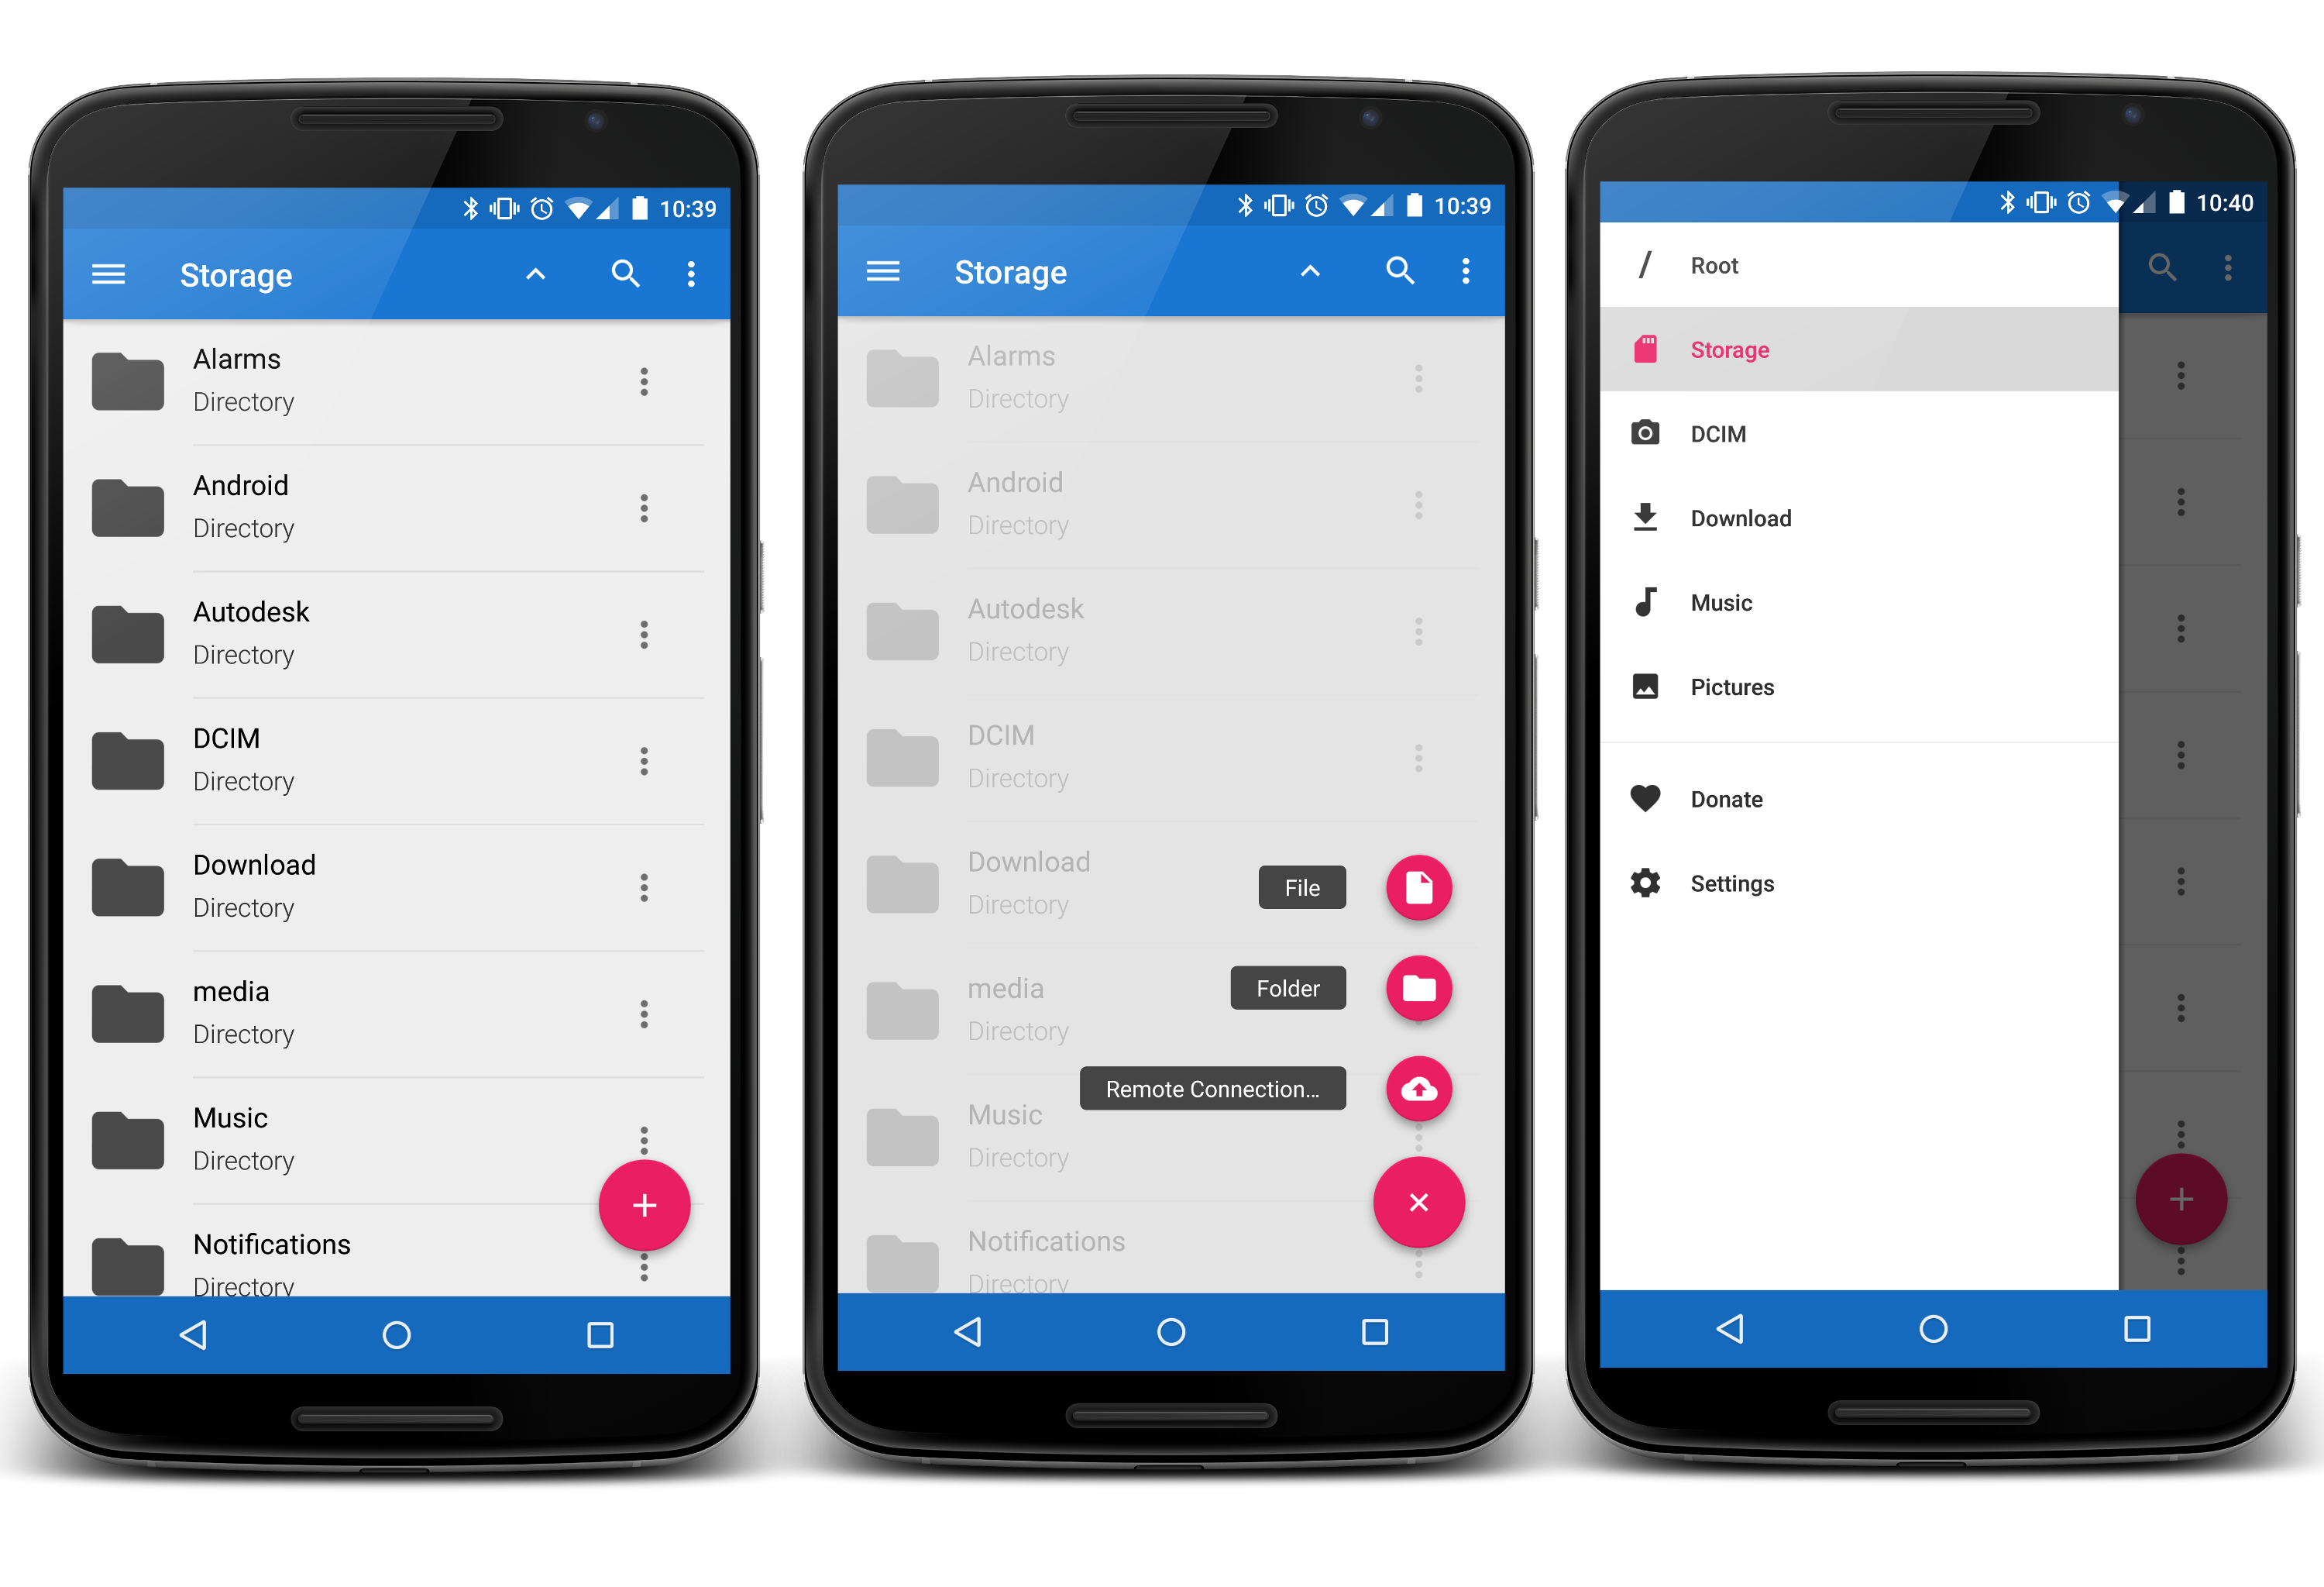 10:39
Storage
Alarms
Directory
Android
Directory
Autodesk
Directory
DCIM
Directory
Download
Directory
media
Directory
Music
Directory
Notifications
Directory
10:39
Storage
Alarms
Directory
Android
Directory
Autodesk
Directory
DCIM
Directory
Download
Directory
File
media
Directory
Folder
Remote Connection...
Music
Directory
Notifications
Directory
10:40
/ Root
Storage
DCIM
Download
Music
Pictures
Donate
Settings